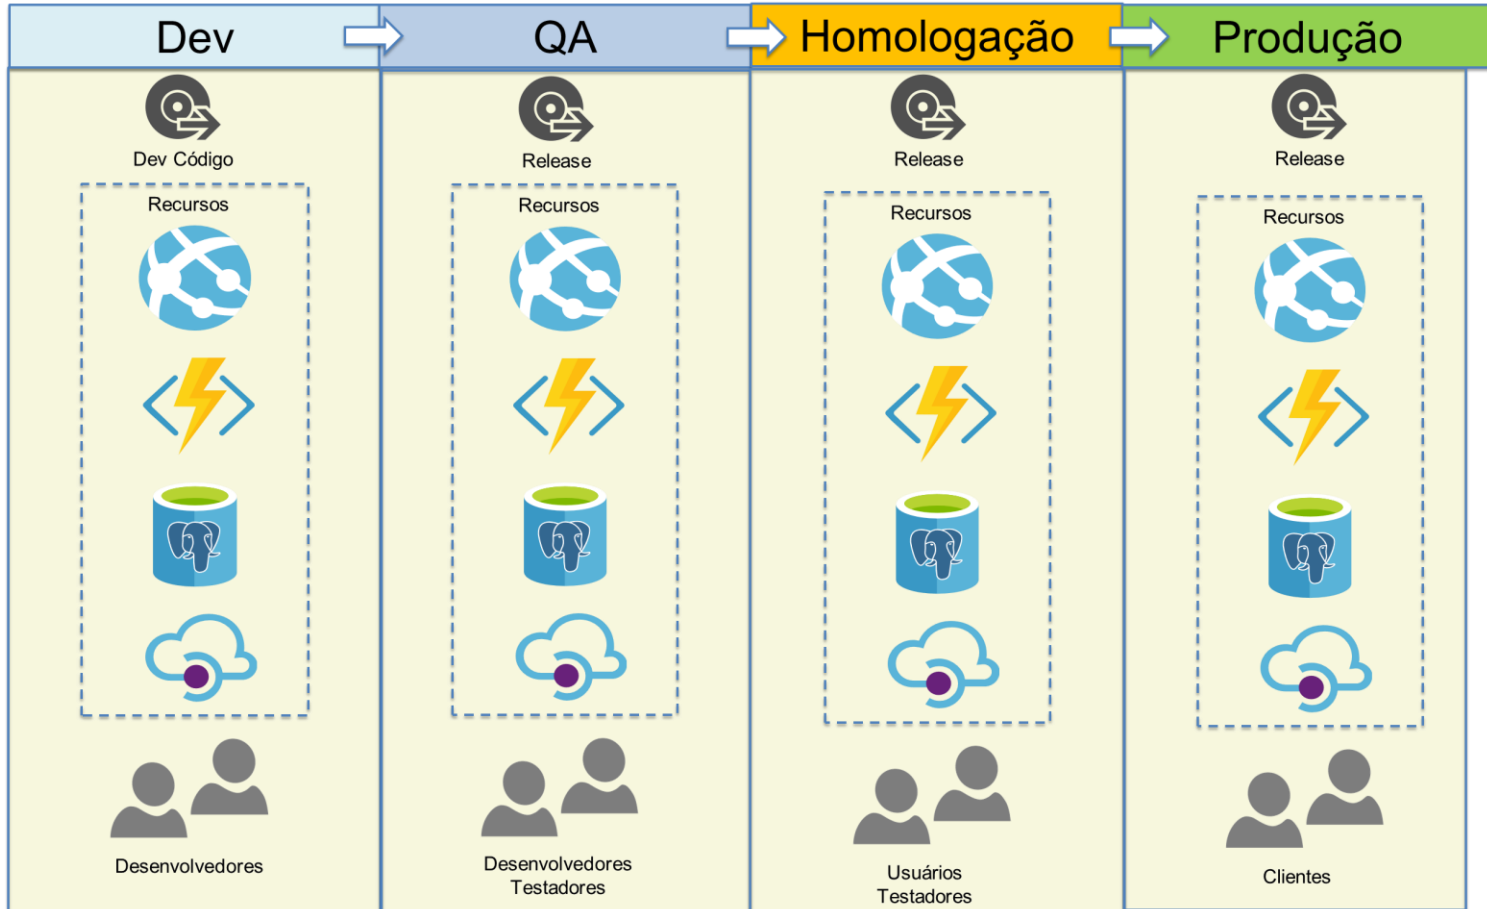 Dev
QA
Homologação
Produção
Dev Código
Release
Release
Release
Recursos
Recursos
Recursos
Recursos
Desenvolvedores
Desenvolvedores
Testadores
Usuários
Testadores
Clientes